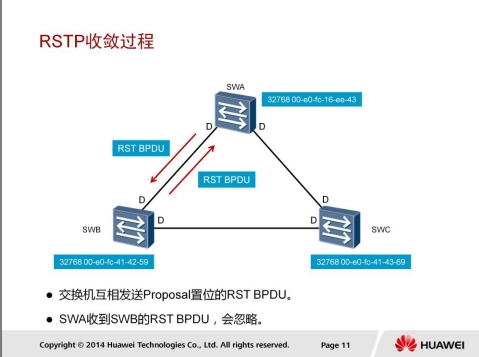 RSTP收敛过程
SWA
32768 00-e0-fc-16-ee-43
D
D
RST BPDU
RST BPDU
D
D
D
D
SWB
SWC
32768 00-e0-fc-41-42-59
32768 00-e0-fc-41-43-69
● 交换机互相发送Proposal置位的RST BPDU。
● SWA收到SWB的RST BPDU，会忽略。
Copyright © 2014 Huawei Technologies Co., Ltd. All rights reserved.
Page 11
HUAWEI